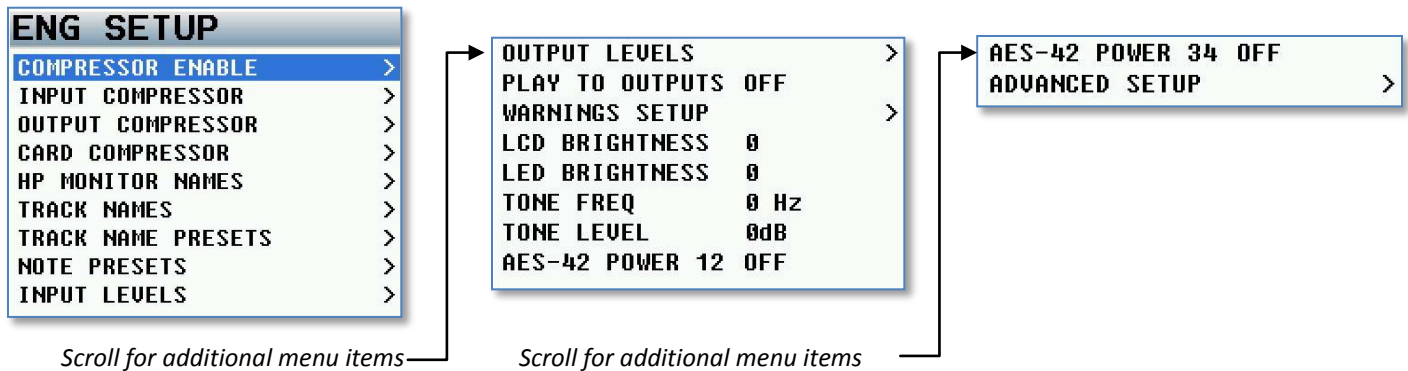 ENG SETUP
COMPRESSOR ENABLE >
INPUT COMPRESSOR >
OUTPUT COMPRESSOR >
CARD COMPRESSOR >
HP MONITOR NAMES >
TRACK NAMES >
TRACK NAME PRESETS >
NOTE PRESETS >
INPUT LEVELS >
Scroll for additional menu items
OUTPUT LEVELS >
PLAY TO OUTPUTS OFF
WARNINGS SETUP >
LCD BRIGHTNESS 0
LED BRIGHTNESS 0
TONE FREQ 0 Hz
TONE LEVEL 0dB
AES-42 POWER 12 OFF
Scroll for additional menu items
AES-42 POWER 34 OFF
ADVANCED SETUP >